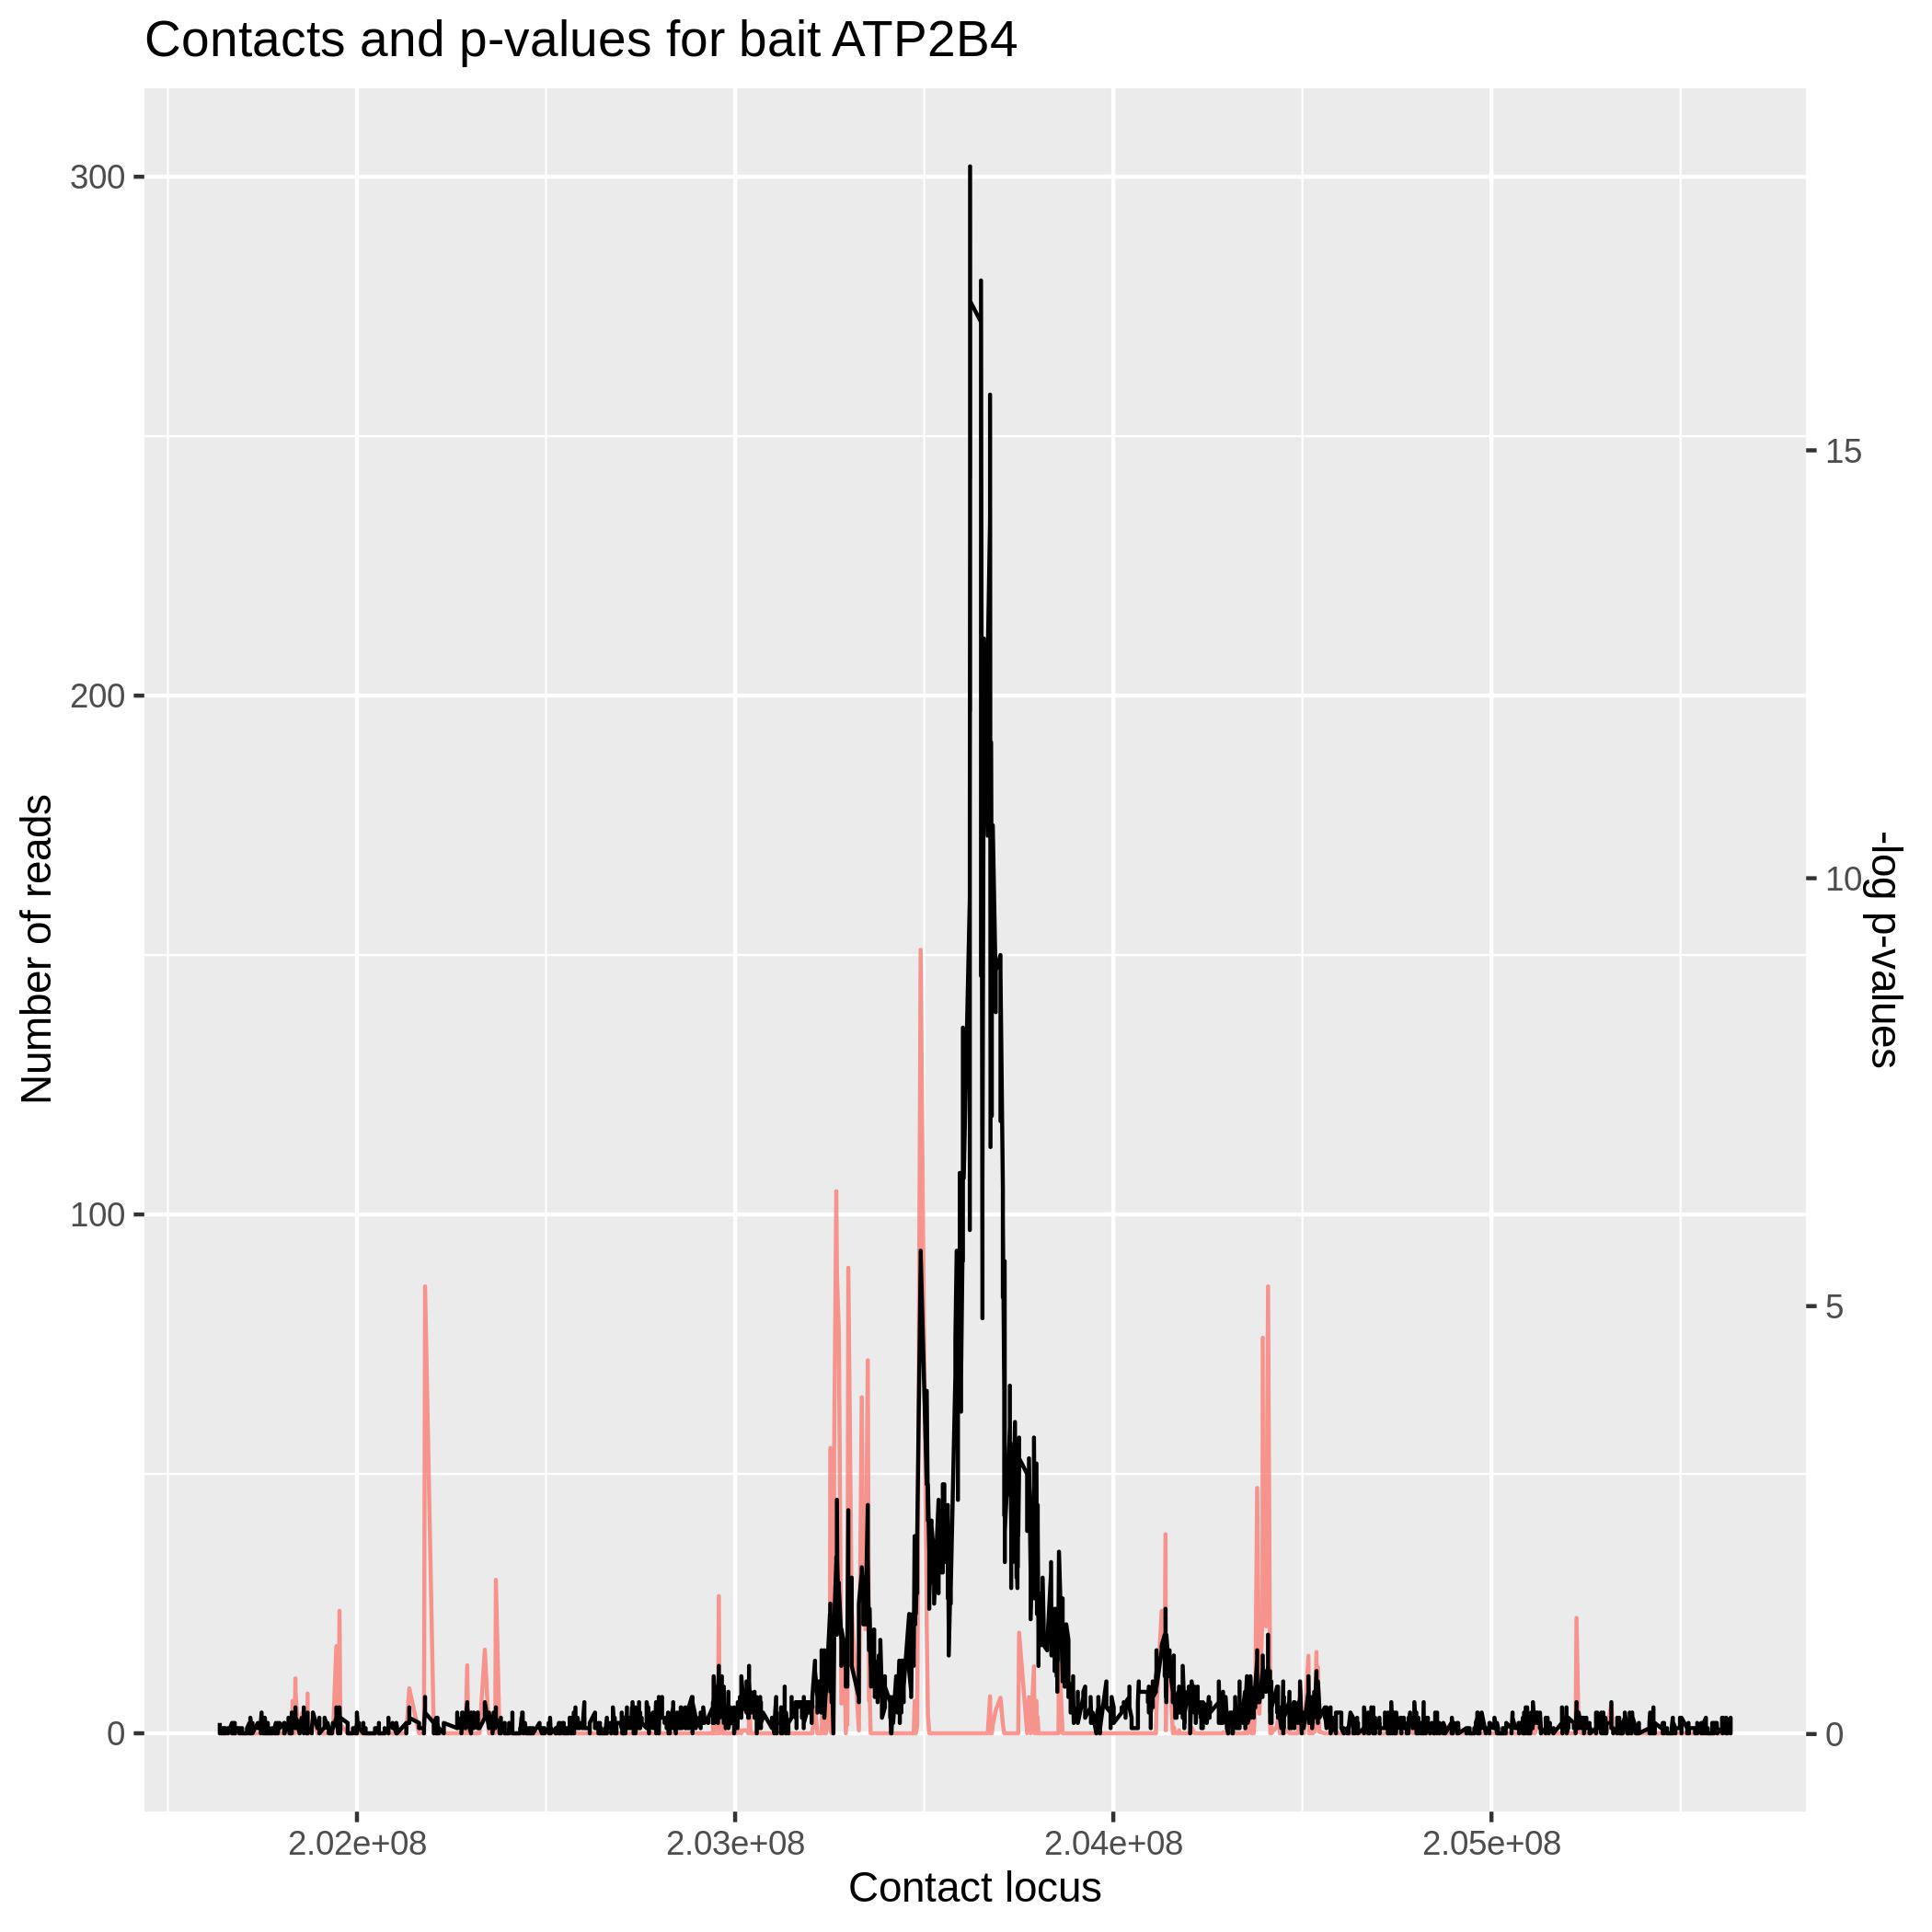 Contacts and p-values for bait ATP2B4
300
200
100
0
Number of reads
15
10
5
0
-log p-values
2.02e+08
2.03e+08
2.04e+08
2.05e+08
Contact locus